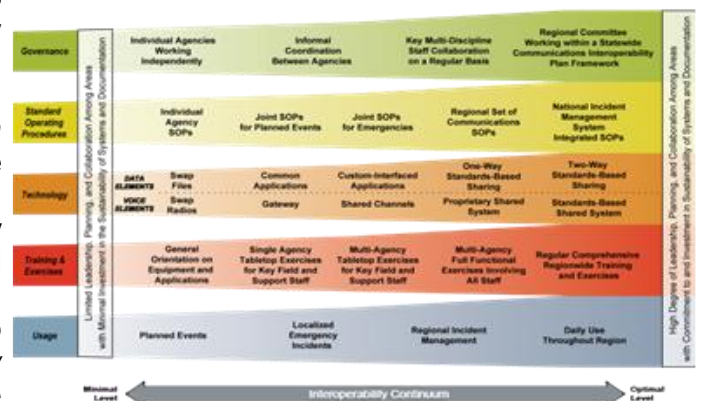 Governance
Individual Agencies
Working
Independently
Informal
Coordination
Between Agencies
Key Multi-Discipline
Staff Collaboration
on a Regular Basis
Regional Committee
Working within a Statewide
Communications Interoperability
Plan Framework
Standard
Operating
Procedures
Individual
Agency
SOPs
Joint SOPs
for Planned Events
Joint SOPs
for Emergencies
Regional Set of
Communications
SOPs
National Incident
Management
System
Integrated SOPs
Technology
DATA
ELEMENTS
Swap
Files
Common
Applications
Custom-Interfaced
Applications
One-Way
Standards-Based
Sharing
Two-Way
Standards-Based
Sharing
VOICE
ELEMENTS
Swap
Radios
Gateway
Shared Channels
Proprietary Shared
System
Standards-Based
Shared System
Training &
Exercises
General
Orientation on
Equipment and
Applications
Single Agency
Tabletop Exercises
for Key Field and
Support Staff
Multi-Agency
Tabletop Exercises
for Key Field and
Support Staff
Multi-Agency
Full Functional
Exercises Involving
All Staff
Regular Comprehensive
Regionwide Training
and Exercises
Usage
Planned Events
Localized
Emergency
Incidents
Regional Incident
Management
Daily Use
Throughout Region
Limited Leadership, Planning, and Collaboration Among Areas
with Minimal Investment in the Sustainability of Systems and Documentation
High Degree of Leadership, Planning, and Collaboration Among Areas
with Commitment to and Investment in Sustainability of Systems and Documentation
Minimal
Level
Interoperability Continuum
Optimal
Level